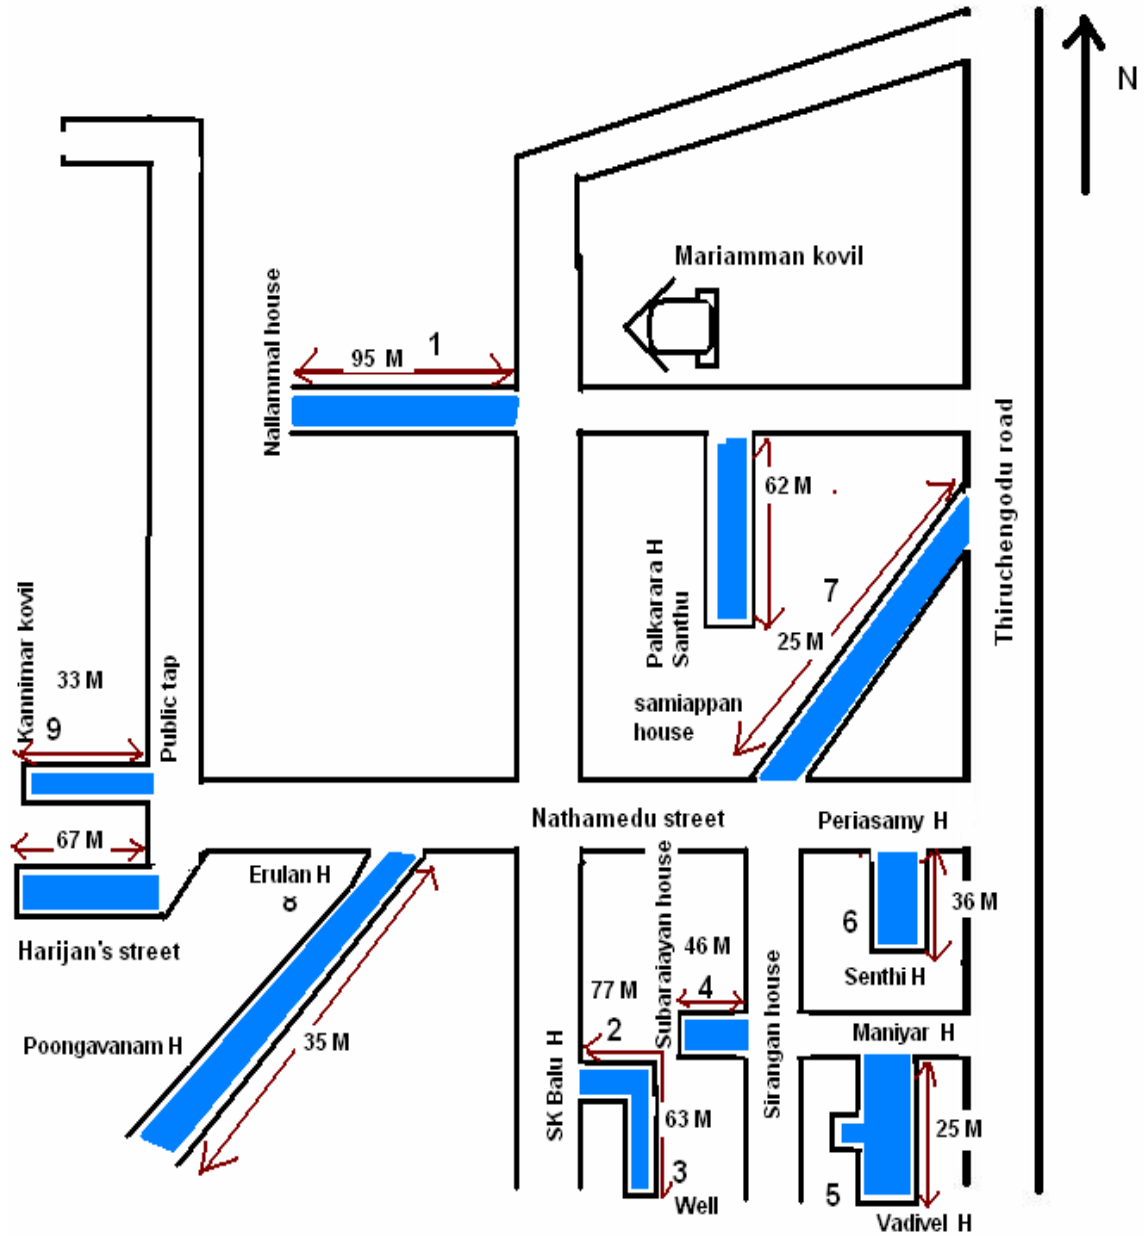 N
Mariamman kovil
Nallammal house
95 M
1
Thiruchengodu road
62 M
Palkarara H
Santhu
7
25 M
samiappan
house
Kannimar kovil
33 M
9
Public tap
67 M
Nathamedu street
Periasamy H
Erulan H
α
Harijan's street
Poongavanam H
35 M
Subaraiayan house
46 M
4
77 M
2
SK Balu H
63 M
3
Well
Sirangan house
6
36 M
Senthi H
Maniyar H
25 M
5
Vadivel H